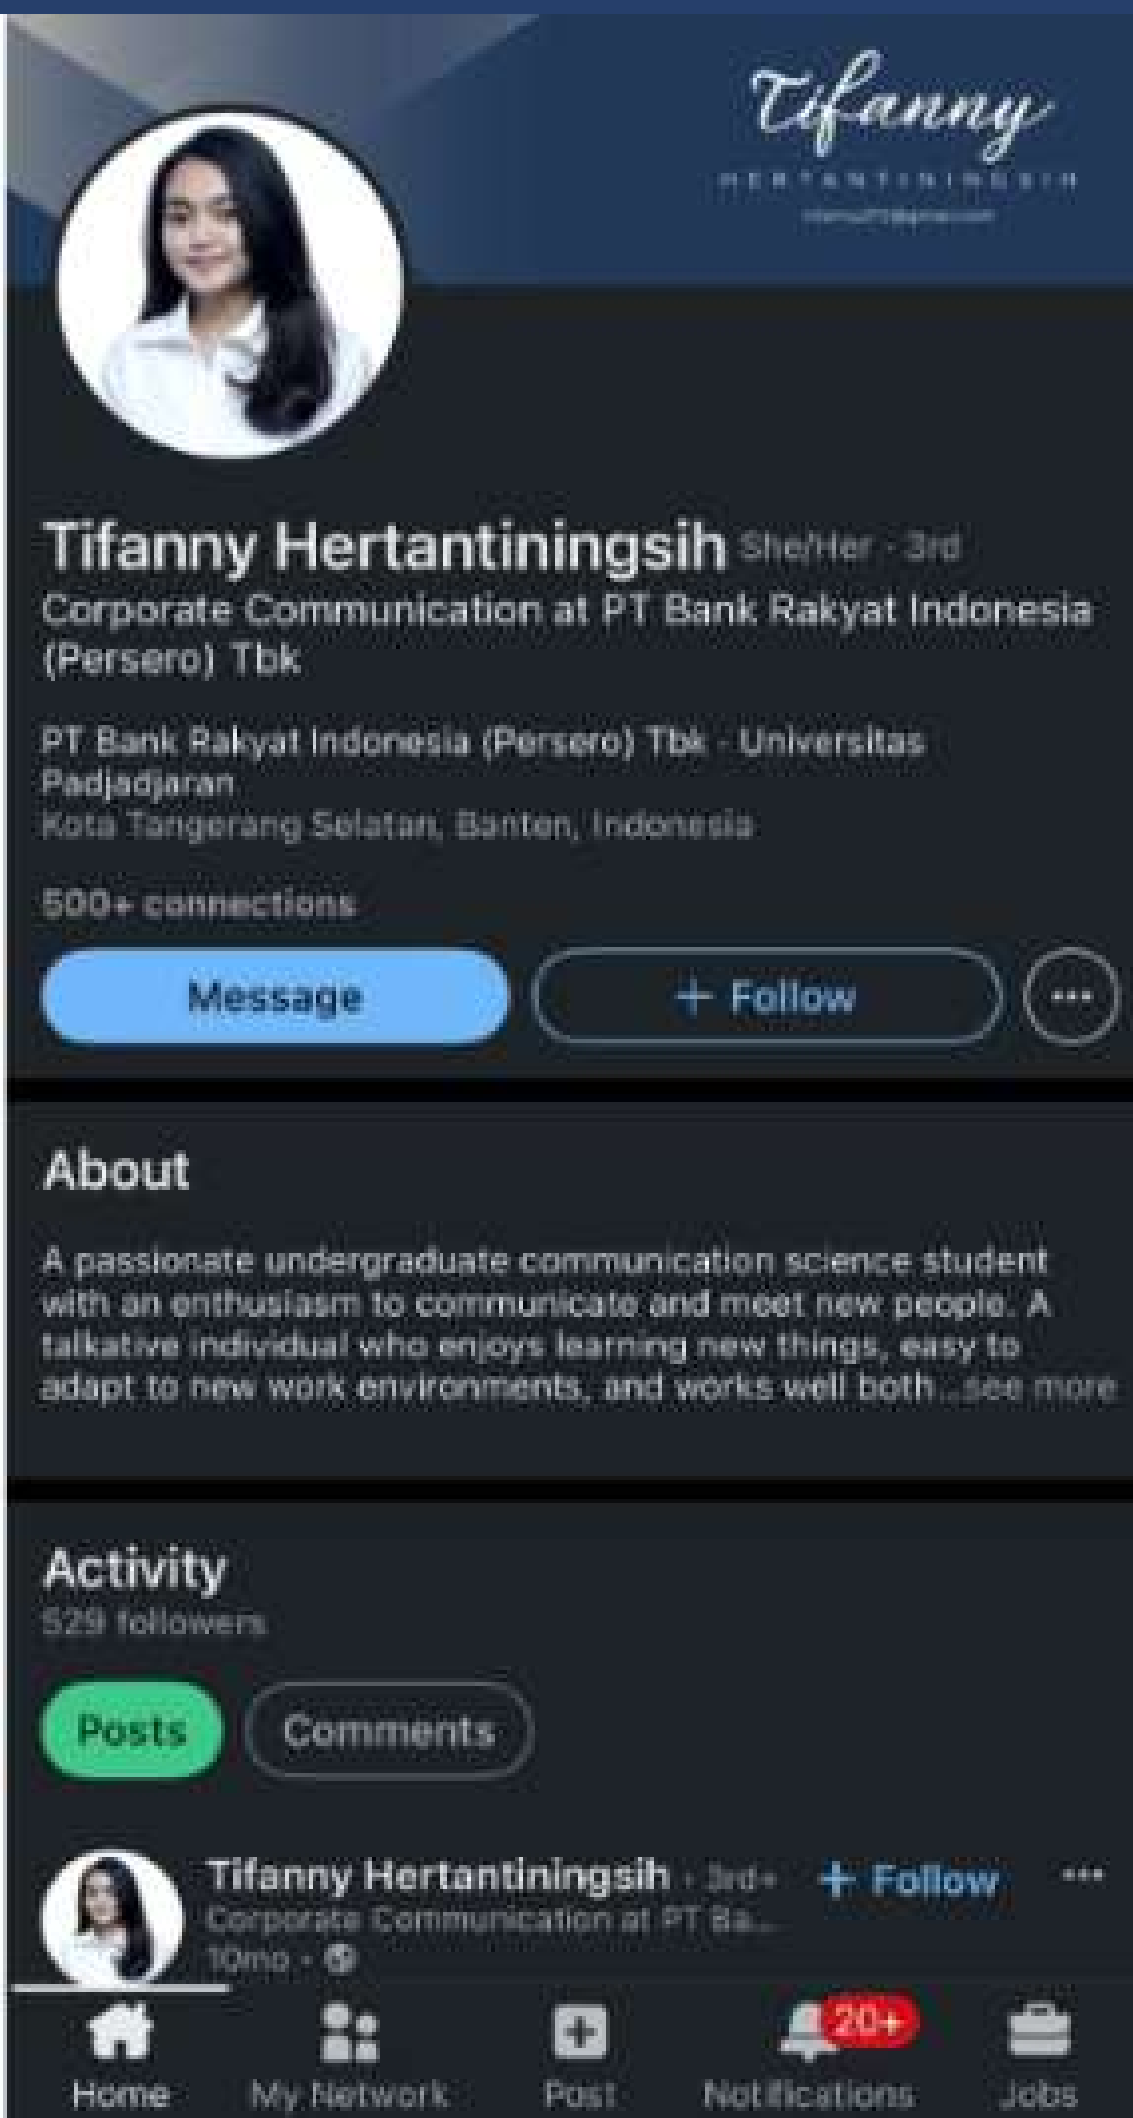 Tifanny
HERTANTININGSIH
Tifanny Hertantiningsih She/Her · 3rd
Corporate Communication at PT Bank Rakyat Indonesia
(Persero) Tbk
PT Bank Rakyat Indonesia (Persero) Tbk · Universitas
Padjadjaran
Kota Tangerang Selatan, Banten, Indonesia
500+ connections
Message
+ Follow
About
A passionate undergraduate communication science student
with an enthusiasm to communicate and meet new people. A
talkative individual who enjoys learning new things, easy to
adapt to new work environments, and works well both ...see more
Activity
529 followers
Posts
Comments
Tifanny Hertantiningsih · 3rd+
+ Follow
Corporate Communication at PT Ba...
10mo ·
20+
Home
My Network
Post
Notifications
Jobs